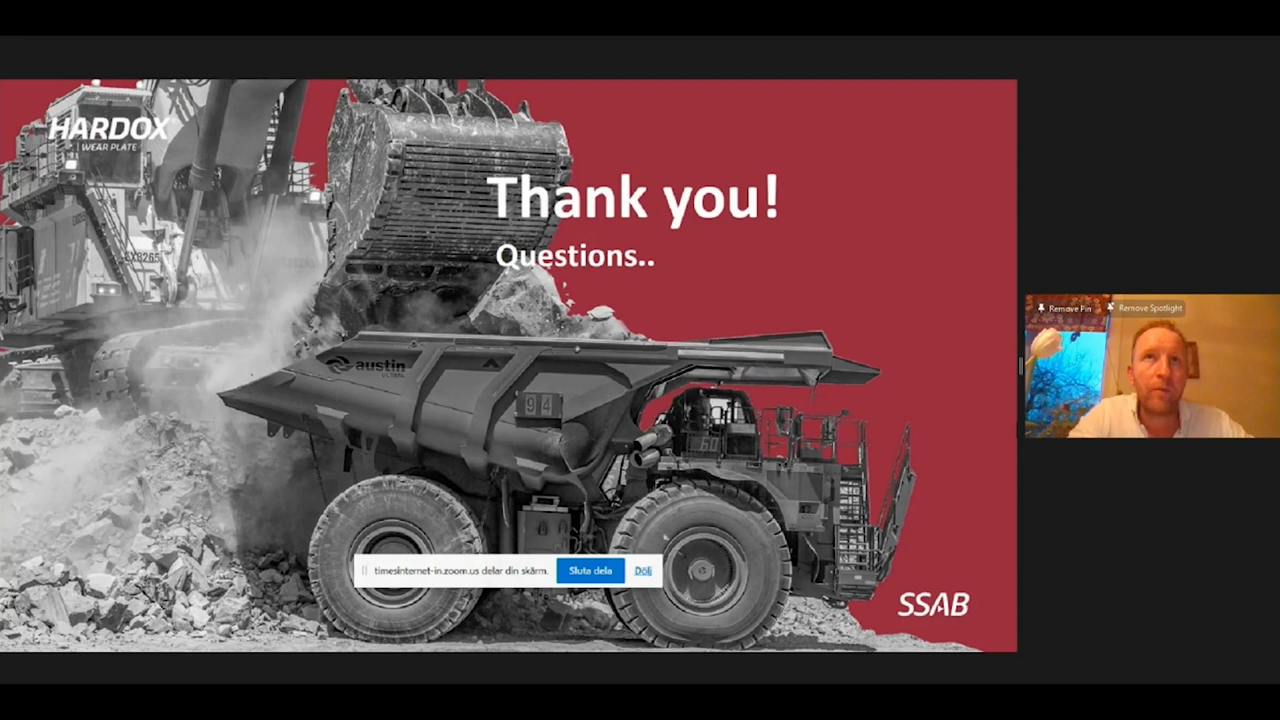 HARDOX
WEAR PLATE
Thank you!
Questions..
Remove Pin
Remove Spotlight
austin
94
60
timesinternet-in.zoom.us delar din skärm.
Sluta dela
Dölj
SSAB